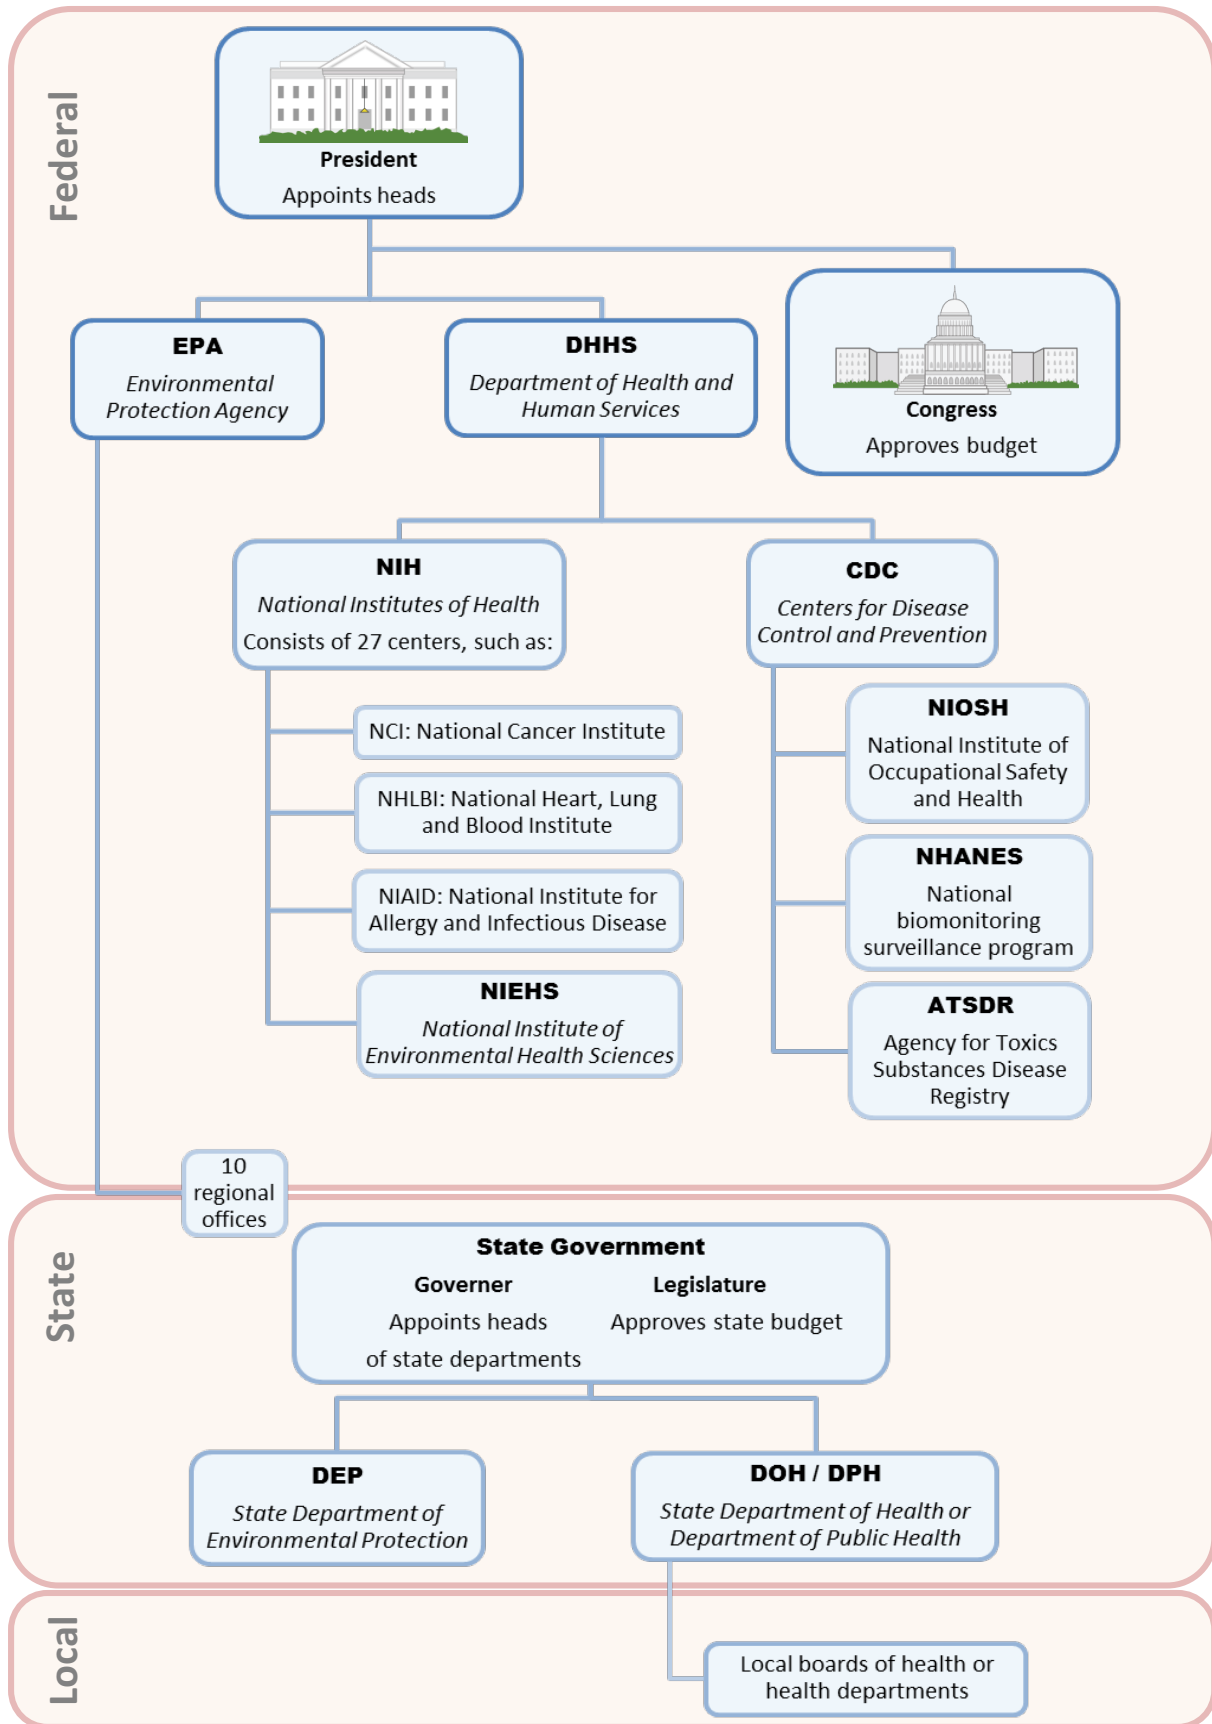 Federal
President
Appoints heads
EPA
Environmental
Protection Agency
DHHS
Department of Health and
Human Services
Congress
Approves budget
NIH
National Institutes of Health
Consists of 27 centers, such as:
NCI: National Cancer Institute
NHLBI: National Heart, Lung
and Blood Institute
NIAID: National Institute for
Allergy and Infectious Disease
NIEHS
National Institute of
Environmental Health Sciences
CDC
Centers for Disease
Control and Prevention
NIOSH
National Institute of
Occupational Safety
and Health
NHANES
National
biomonitoring
surveillance program
ATSDR
Agency for Toxics
Substances Disease
Registry
10
regional
offices
State
State Government
Governer
Appoints heads
of state departments
Legislature
Approves state budget
DEP
State Department of
Environmental Protection
DOH / DPH
State Department of Health or
Department of Public Health
Local
Local boards of health or
health departments